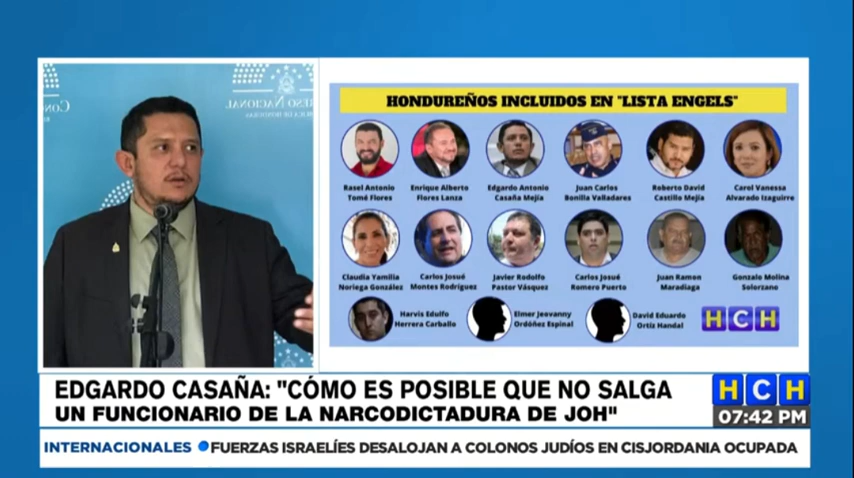 HONDUREÑOS INCLUIDOS EN "LISTA ENGELS"
Rasel Antonio
Tomé Flores
Enrique Alberto
Flores Lanza
Edgardo Antonio
Casaña Mejía
Juan Carlos
Bonilla Valladares
Roberto David
Castillo Mejía
Carol Vanessa
Alvarado Izaguirre
Claudia Yamilia
Noriega González
Carlos Josué
Montes Rodríguez
Javier Rodolfo
Pastor Vásquez
Carlos Josué
Romero Puerto
Juan Ramon
Maradiaga
Gonzalo Molina
Solorzano
Harvis Edulfo
Herrera Carballo
Elmer Jeovanny
Ordóñez Espinal
David Eduardo
Ortiz Handal
HCH
EDGARDO CASAÑA: "CÓMO ES POSIBLE QUE NO SALGA
UN FUNCIONARIO DE LA NARCODICTADURA DE JOH"
HCH
07:42 PM
INTERNACIONALES FUERZAS ISRAELÍES DESALOJAN A COLONOS JUDÍOS EN CISJORDANIA OCUPADA